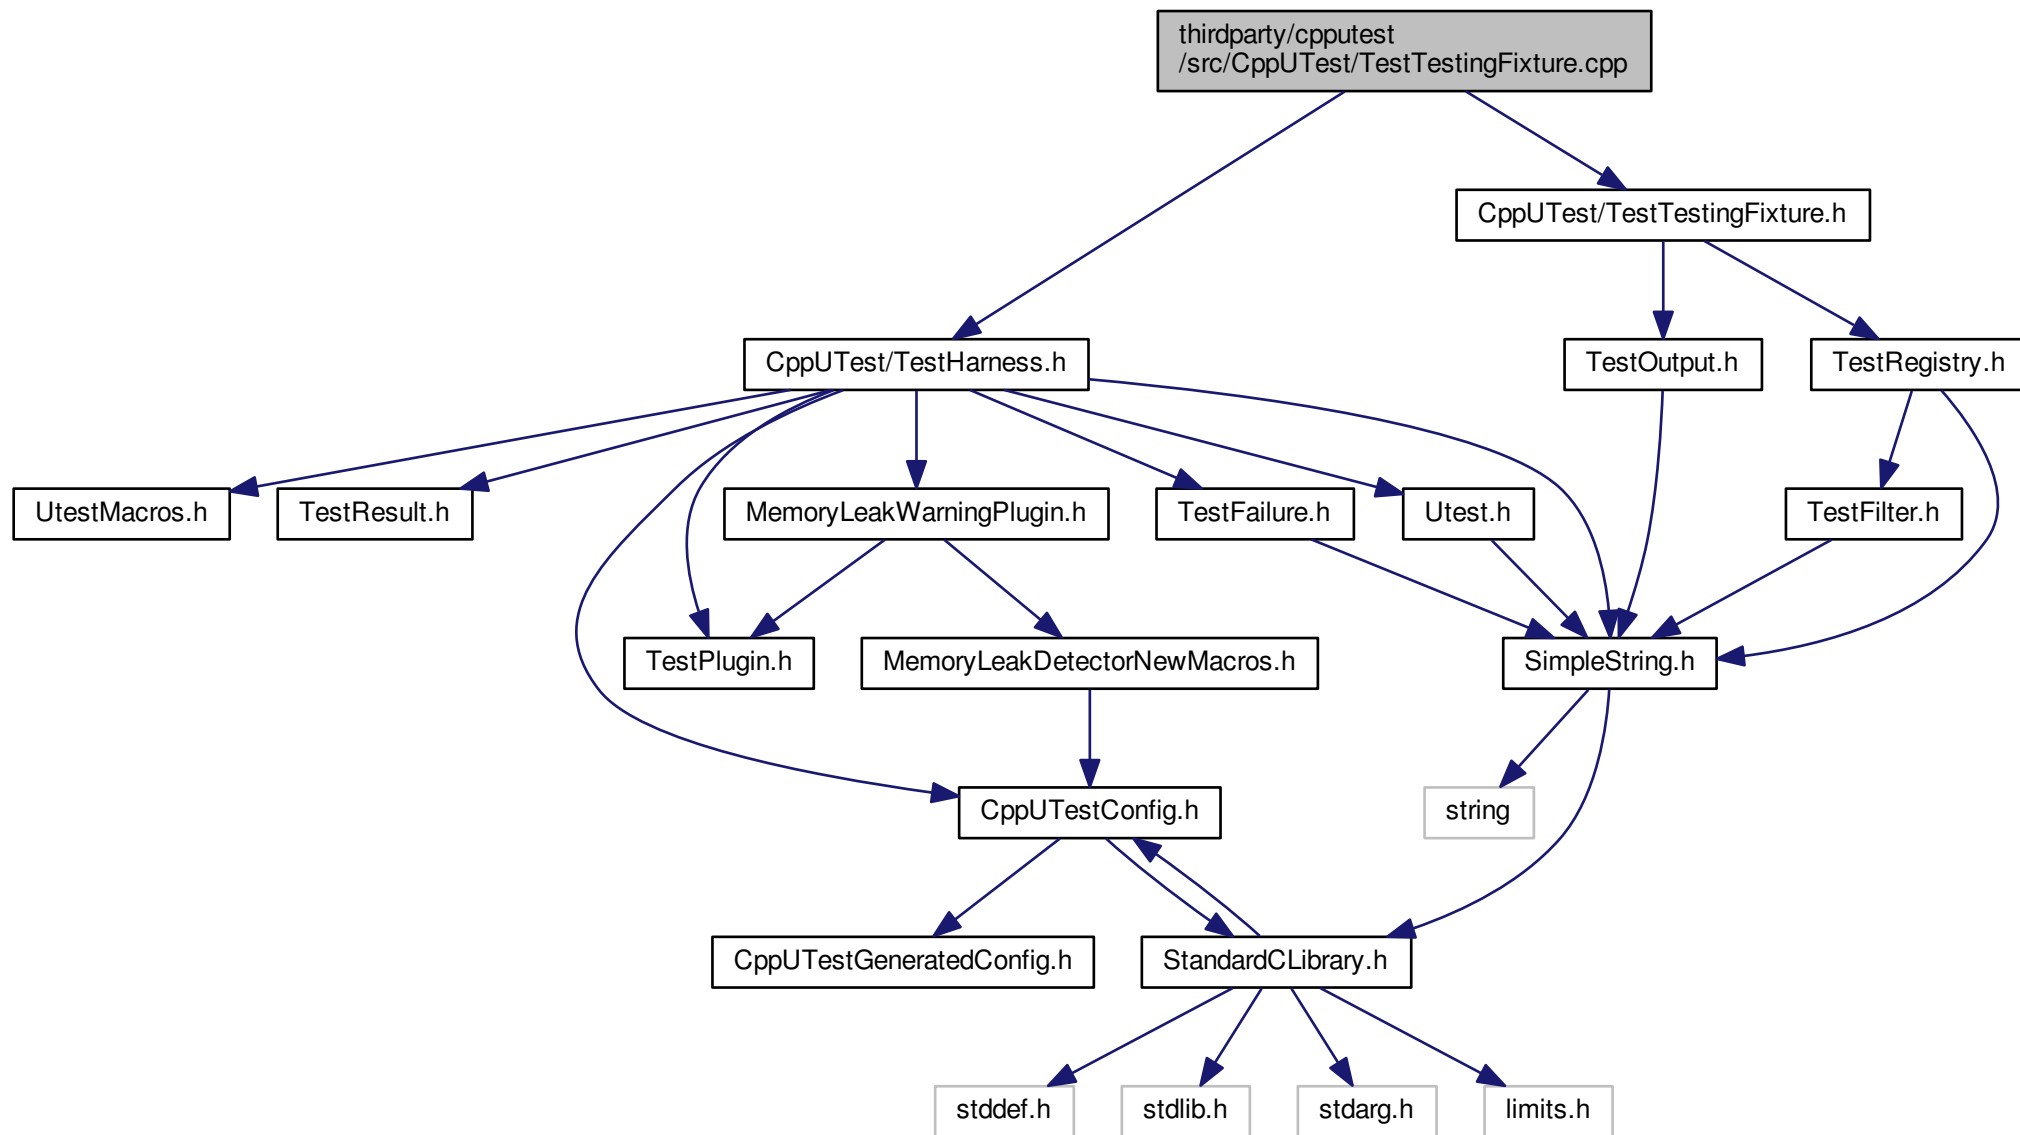 thirdparty/cpputest
/src/CppUTest/TestTestingFixture.cpp
CppUTest/TestTestingFixture.h
CppUTest/TestHarness.h
TestOutput.h
TestRegistry.h
UtestMacros.h
TestResult.h
MemoryLeakWarningPlugin.h
TestFailure.h
Utest.h
TestFilter.h
TestPlugin.h
MemoryLeakDetectorNewMacros.h
SimpleString.h
CppUTestConfig.h
string
CppUTestGeneratedConfig.h
StandardCLibrary.h
stddef.h
stdlib.h
stdarg.h
limits.h